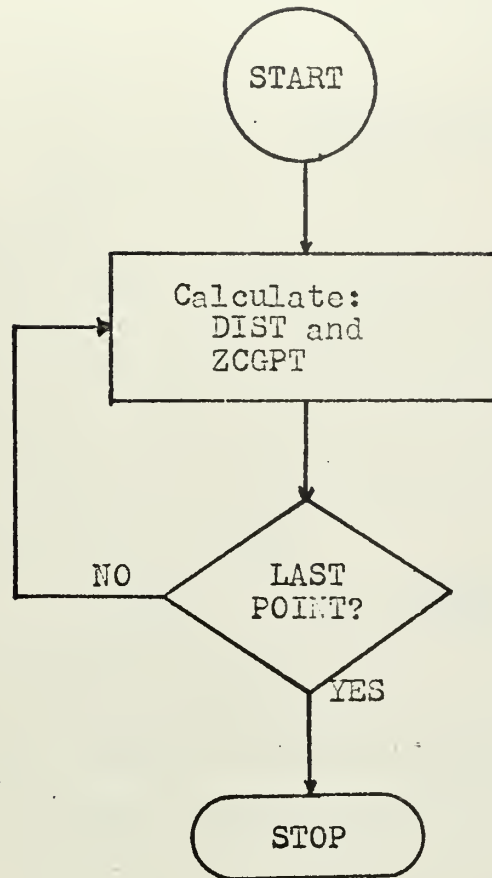 START
Calculate:
DIST and
ZCGPT
LAST
POINT?
NO
YES
STOP